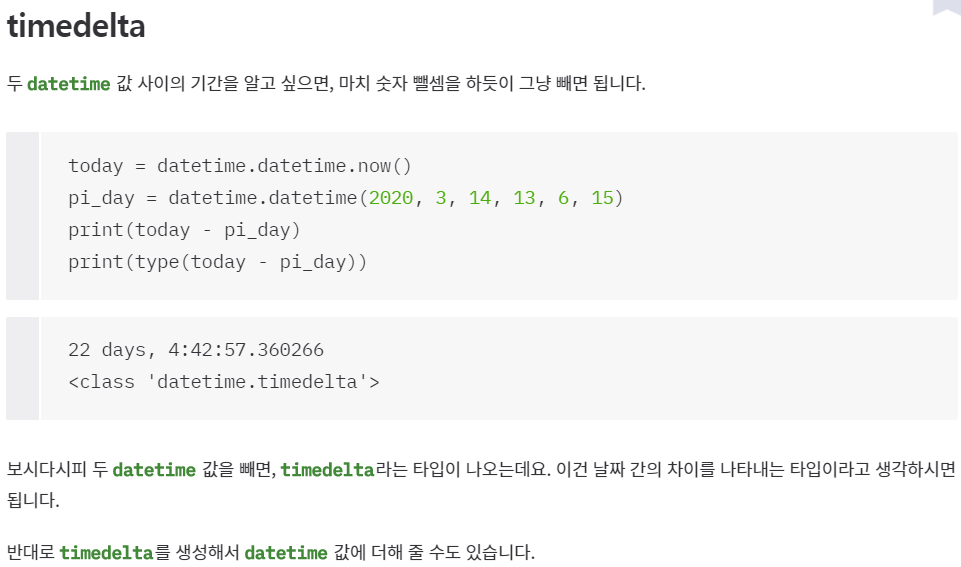 timedelta
두 datetime 값 사이의 기간을 알고 싶으면, 마치 숫자 뺄셈을 하듯이 그냥 빼면 됩니다.
today = datetime.datetime.now()
pi_day = datetime.datetime(2020, 3, 14, 13, 6, 15)
print(today - pi_day)
print(type(today - pi_day))
22 days, 4:42:57.360266
<class 'datetime.timedelta'>
보시다시피 두 datetime 값을 빼면, timedelta라는 타입이 나오는데요. 이건 날짜 간의 차이를 나타내는 타입이라고 생각하시면
됩니다.
반대로 timedelta를 생성해서 datetime 값에 더해 줄 수도 있습니다.